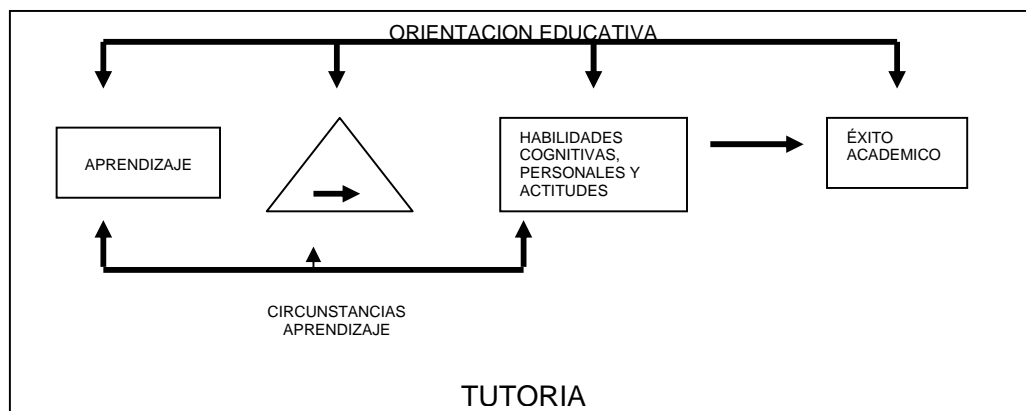 ORIENTACION EDUCATIVA
APRENDIZAJE
HABILIDADES
COGNITIVAS,
PERSONALES Y
ACTITUDES
ÉXITO
ACADEMICO
CIRCUNSTANCIAS
APRENDIZAJE
TUTORIA